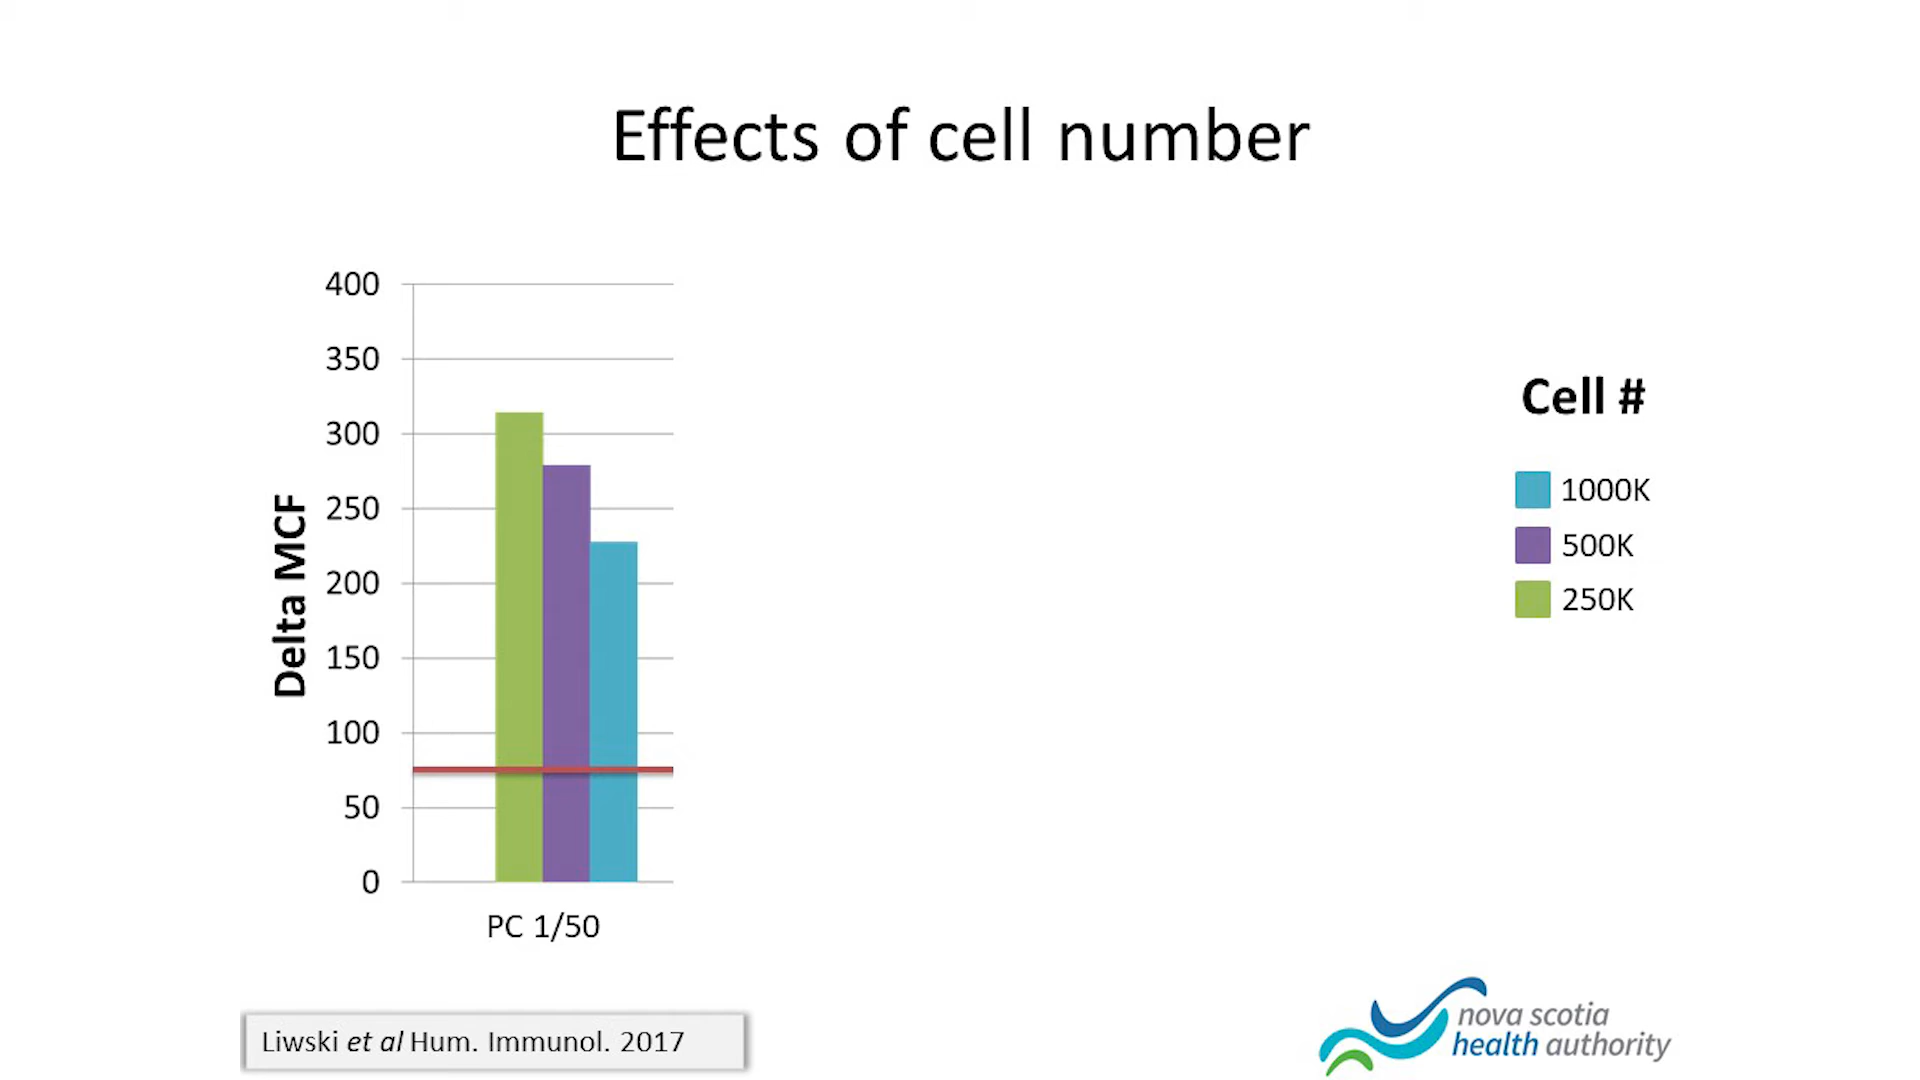 Effects of cell number
400
350
300
250
200
150
100
50
0
Delta MCF
PC 1/50
Cell #
1000K
500K
250K
Liwski et al Hum. Immunol. 2017
nova scotia
health authority